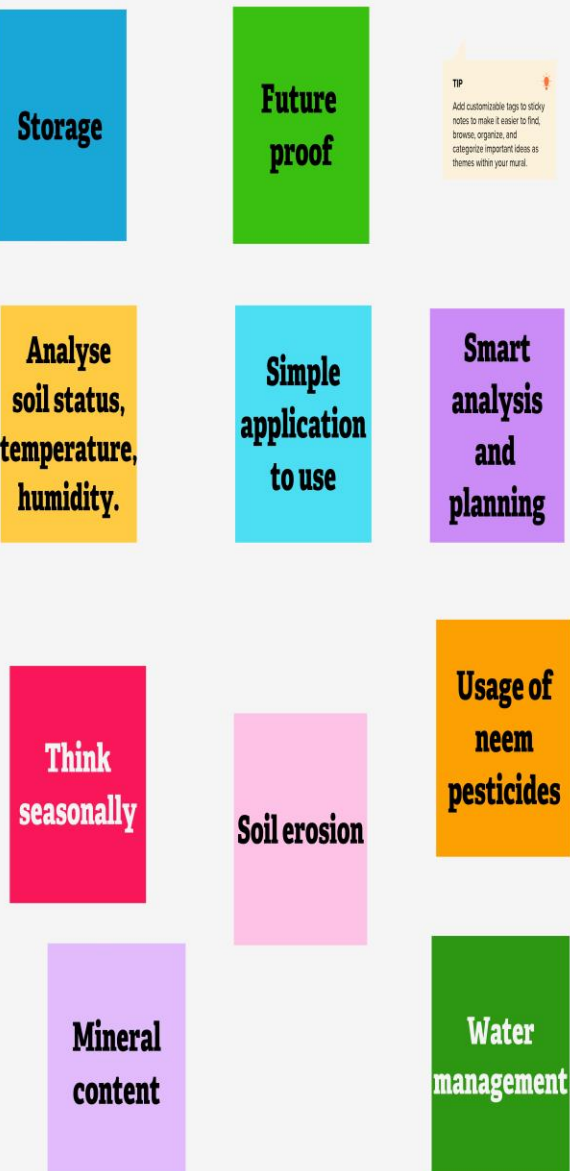 Storage
Future
proof
TIP
Add customizable tags to sticky
notes to make it easier to find,
browse, organize, and
categorize important ideas as
themes within your mural.
Analyse
soil status,
temperature,
humidity.
Simple
application
to use
Smart
analysis
and
planning
Think
seasonally
Soil erosion
Usage of
neem
pesticides
Mineral
content
Water
management